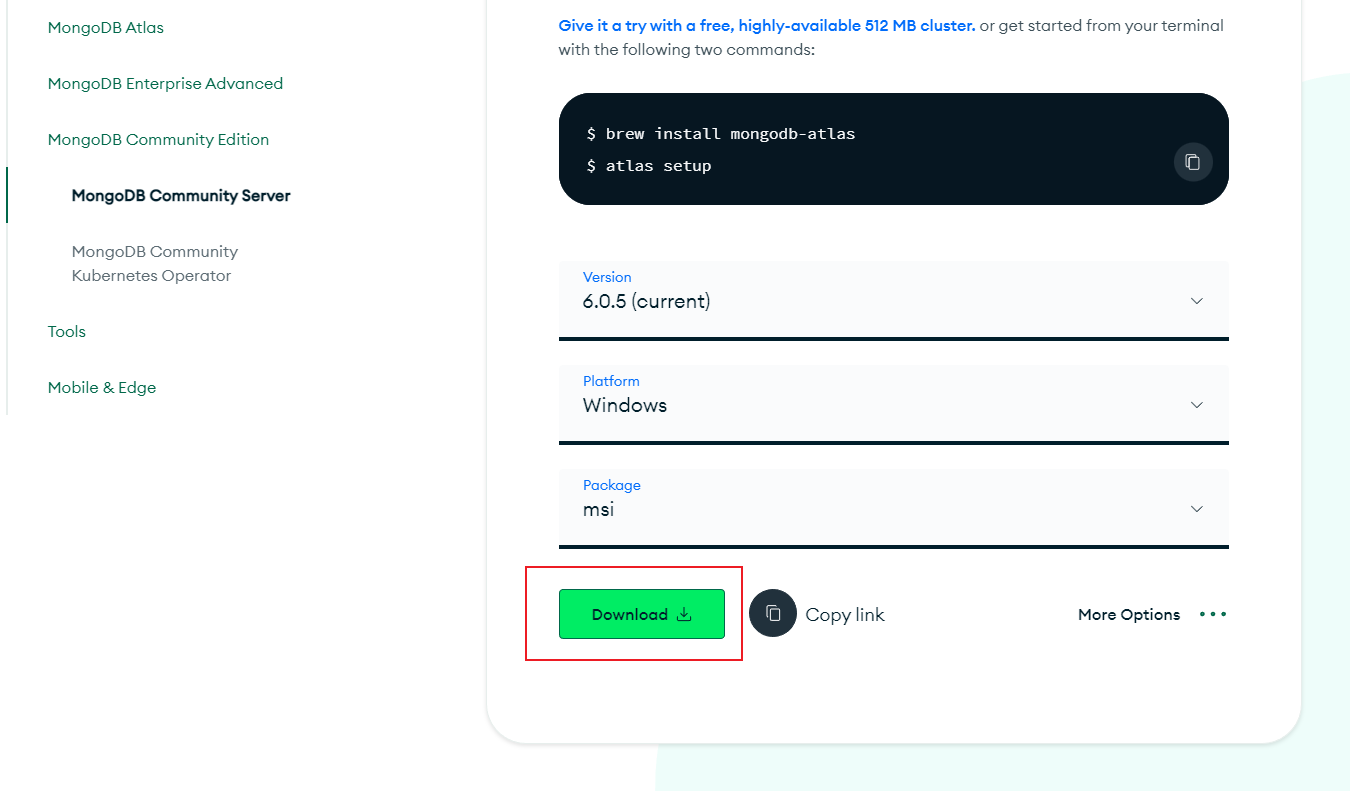 MongoDB Atlas
MongoDB Enterprise Advanced
MongoDB Community Edition
MongoDB Community Server
MongoDB Community
Kubernetes Operator
Tools
Mobile & Edge
Give it a try with a free, highly-available 512 MB cluster. or get started from your terminal
with the following two commands:
$ brew install mongodb-atlas
$ atlas setup
Version
6.0.5 (current)
Platform
Windows
Package
msi
Download
Copy link
More Options